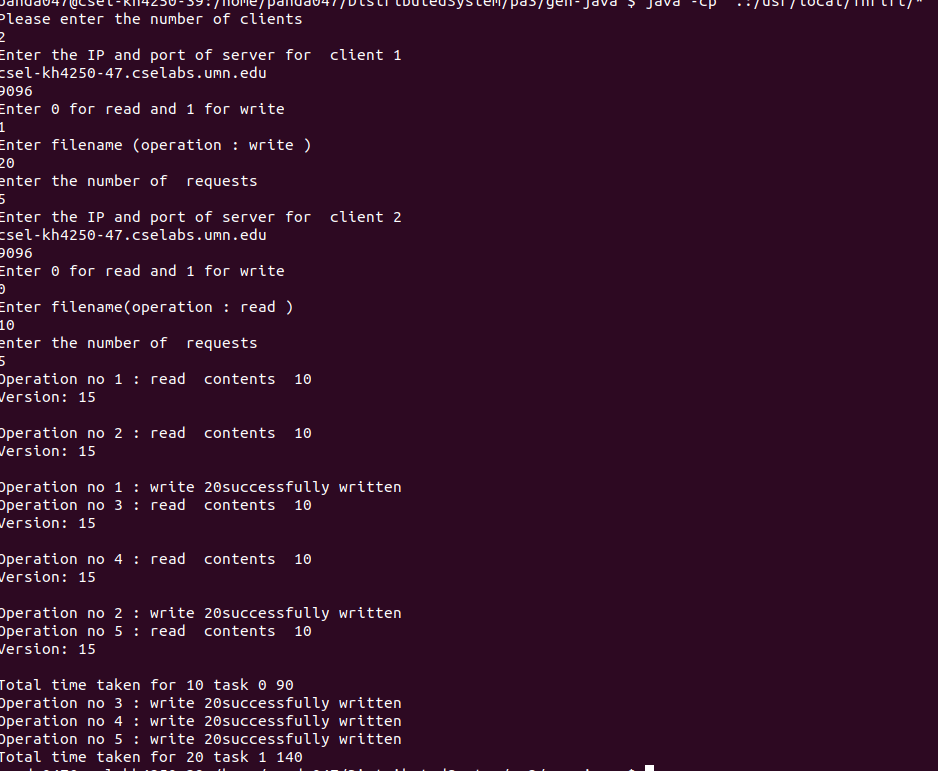 panda047@csel-kh4250-39:/home/panda047/DistributedSystem/pa3/gen-java $ java -cp ".:/usr/local/Thrift/*
Please enter the number of clients
2
Enter the IP and port of server for  client 1
csel-kh4250-47.cselabs.umn.edu
9096
Enter 0 for read and 1 for write
1
Enter filename (operation : write )
20
enter the number of  requests
5
Enter the IP and port of server for  client 2
csel-kh4250-47.cselabs.umn.edu
9096
Enter 0 for read and 1 for write
0
Enter filename(operation : read )
10
enter the number of  requests
5
Operation no 1 : read  contents  10
Version: 15
Operation no 2 : read  contents  10
Version: 15
Operation no 1 : write 20successfully written
Operation no 3 : read  contents  10
Version: 15
Operation no 4 : read  contents  10
Version: 15
Operation no 2 : write 20successfully written
Operation no 5 : read  contents  10
Version: 15
Total time taken for 10 task 0 90
Operation no 3 : write 20successfully written
Operation no 4 : write 20successfully written
Operation no 5 : write 20successfully written
Total time taken for 20 task 1 140